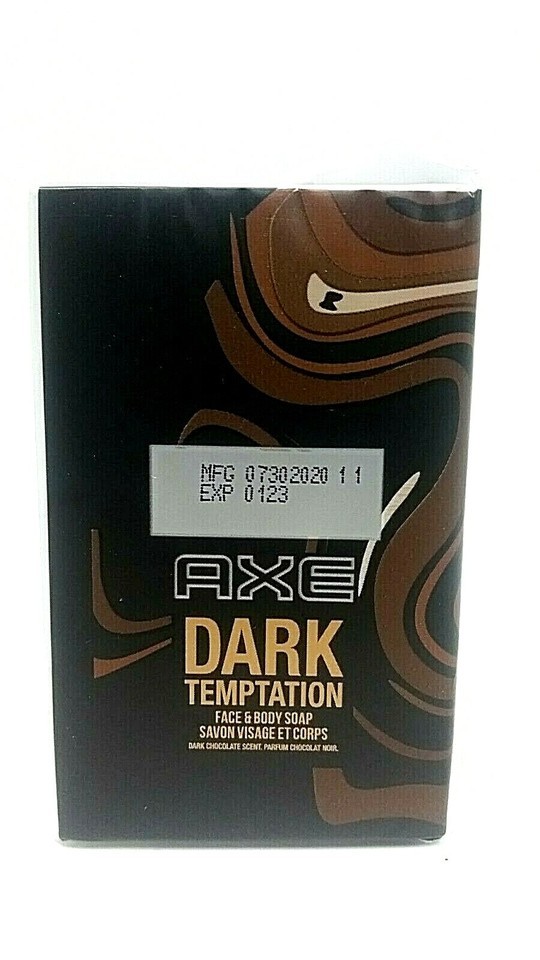 MFG 07302020 11
EXP 0123
AXE
DARK
TEMPTATION
FACE & BODY SOAP
SAVON VISAGE ET CORPS
DARK CHOCOLATE SCENT. PARFUM CHOCOLAT NOIR.